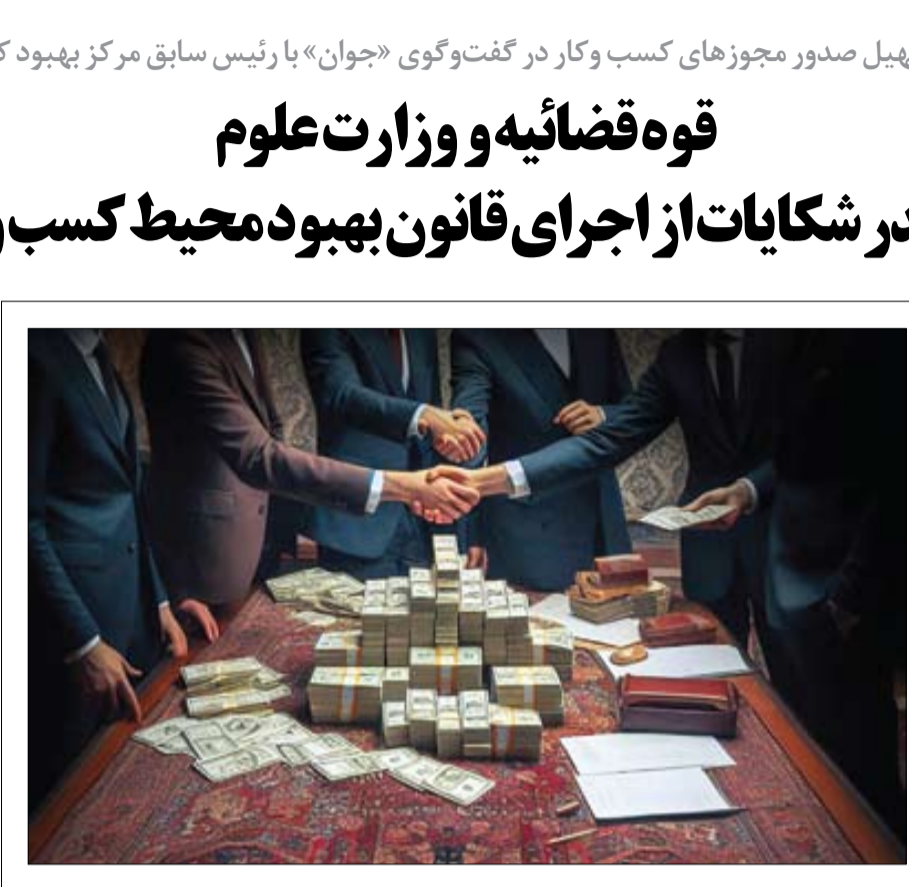 صدور مجوزهای کسب وکار در گفت‌وگوی «جوان» با رئیس سابق مرکز بهبود
قوه قضائیه و وزارت علوم
در شکایات از اجرای قانون بهبود محیط کسب